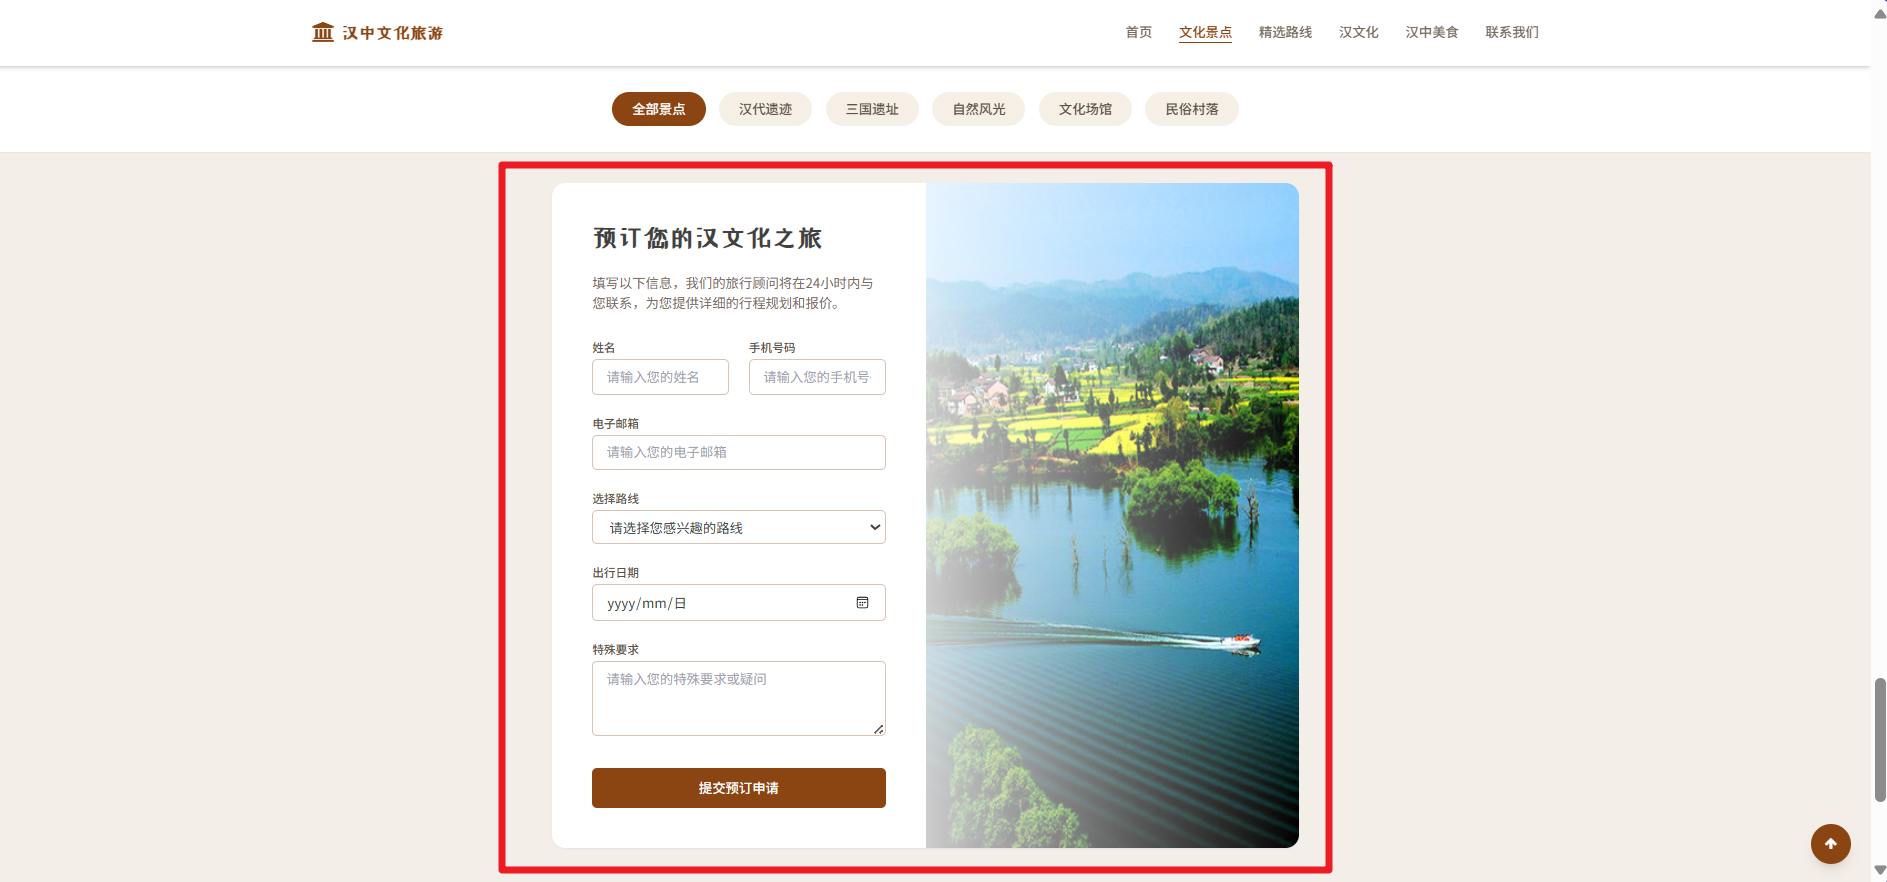 汉中文化旅游
首页 文化景点 精选路线 汉文化 汉中美食 联系我们
全部景点 汉代遗迹 三国遗址 自然风光 文化场馆 民俗村落
预订您的汉文化之旅
填写以下信息，我们的旅行顾问将在24小时内与
您联系，为您提供详细的行程规划和报价。
姓名 手机号码
请输入您的姓名 请输入您的手机号
电子邮箱
请输入您的电子邮箱
选择路线
请选择您感兴趣的路线
出行日期
yyyy/mm/日
特殊要求
请输入您的特殊要求或疑问
提交预订申请